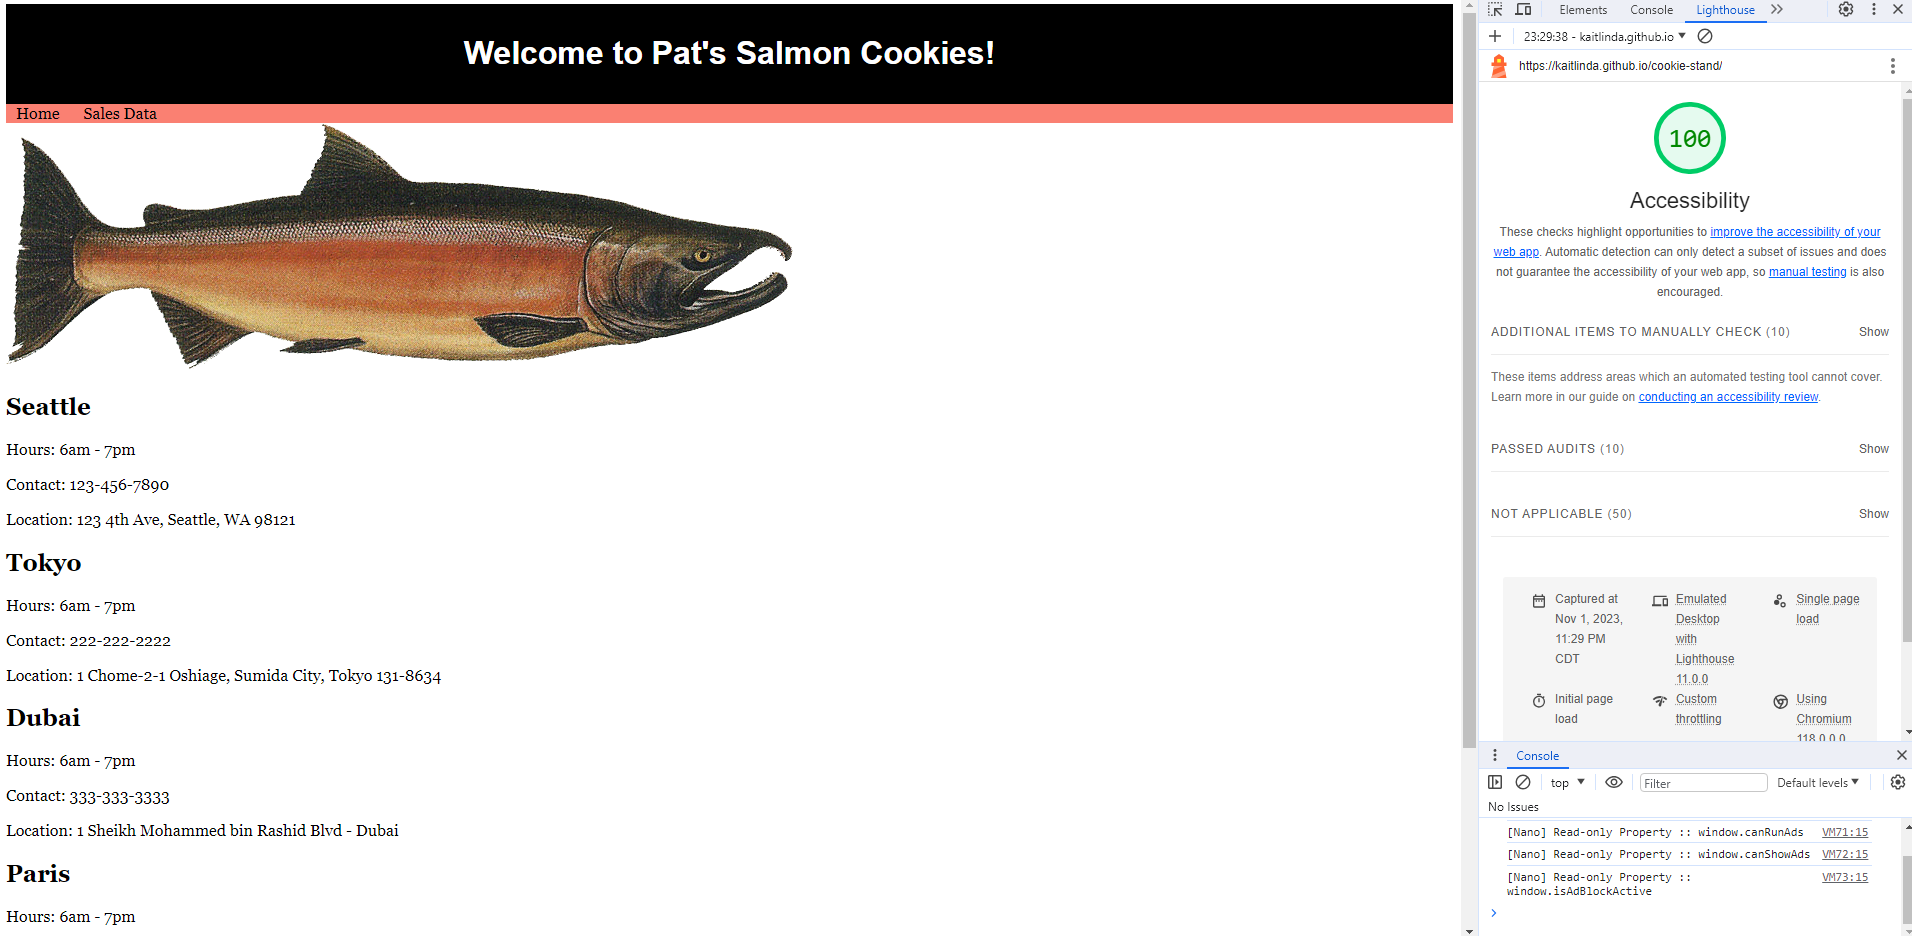 Welcome to Pat's Salmon Cookies!
Home Sales Data
Seattle
Hours: 6am - 7pm
Contact: 123-456-7890
Location: 123 4th Ave, Seattle, WA 98121
Tokyo
Hours: 6am - 7pm
Contact: 222-222-2222
Location: 1 Chome-2-1 Oshiage, Sumida City, Tokyo 131-8634
Dubai
Hours: 6am - 7pm
Contact: 333-333-3333
Location: 1 Sheikh Mohammed bin Rashid Blvd - Dubai
Paris
Hours: 6am - 7pm
Elements Console Lighthouse
23:29:38 - kaitlinda.github.io
https://kaitlinda.github.io/cookie-stand/
100
Accessibility
These checks highlight opportunities to improve the accessibility of your
web app. Automatic detection can only detect a subset of issues and does
not guarantee the accessibility of your web app, so manual testing is also
encouraged.
ADDITIONAL ITEMS TO MANUALLY CHECK (10) Show
These items address areas which an automated testing tool cannot cover.
Learn more in our guide on conducting an accessibility review.
PASSED AUDITS (10) Show
NOT APPLICABLE (50) Show
Captured at
Nov 1, 2023,
11:29 PM
CDT
Emulated
Desktop
with
Lighthouse
11.0.0
Single page
load
Initial page
load
Custom
throttling
Using
Chromium
118.0.0.0
Console
top Filter Default levels
No Issues
[Nano] Read-only Property :: window.canRunAds VM71:15
[Nano] Read-only Property :: window.canShowAds VM72:15
[Nano] Read-only Property :: VM73:15
window.isAdBlockActive